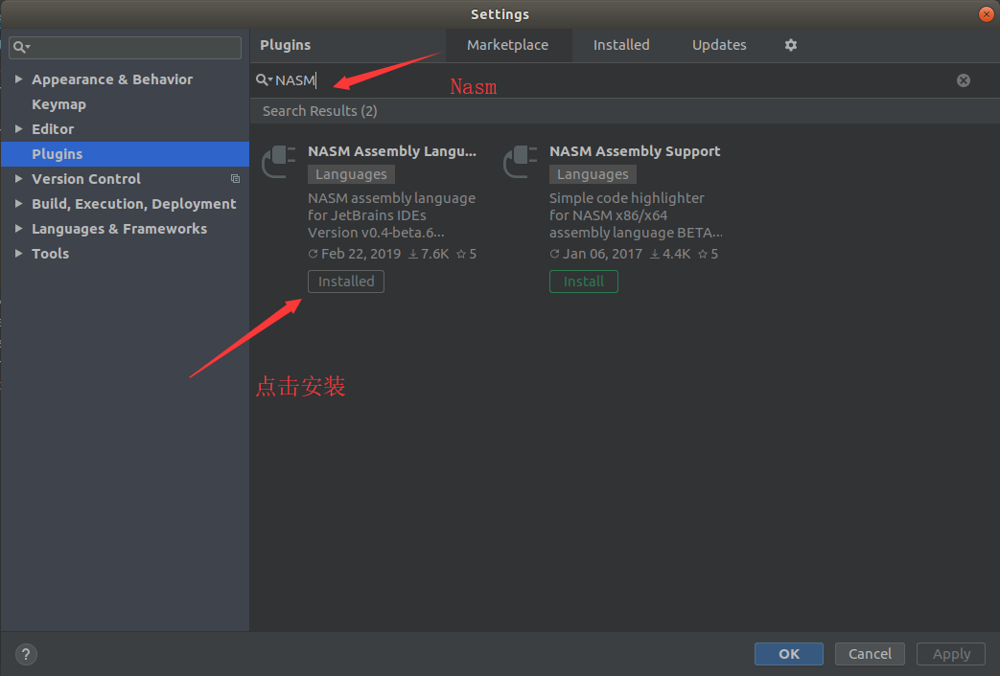 Settings
Plugins
Marketplace
Installed
Updates
Appearance & Behavior
Keymap
Editor
Plugins
Version Control
Build, Execution, Deployment
Languages & Frameworks
Tools
NASM
Nasm
Search Results (2)
NASM Assembly Langu...
Languages
NASM assembly language
for JetBrains IDEs
Version v0.4-beta.6...
Feb 22, 2019 7.6K 5
Installed
NASM Assembly Support
Languages
Simple code highlighter
for NASM x86/x64
assembly language BETA...
Jan 06, 2017 4.4K 5
Install
点击安装
?
OK
Cancel
Apply